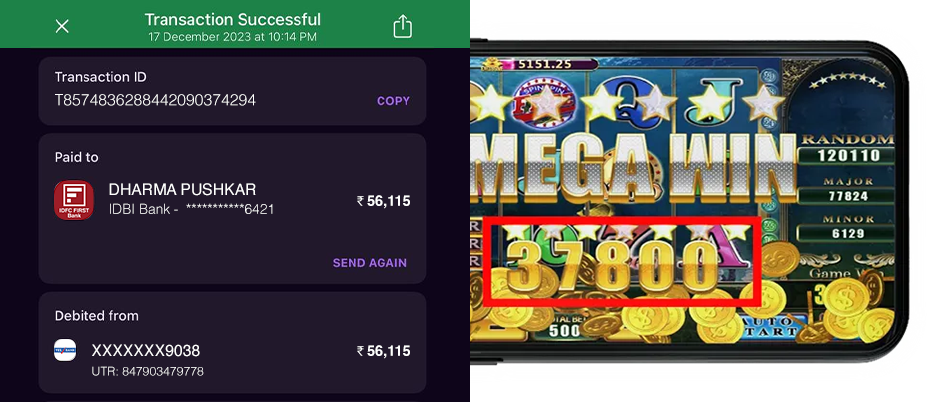 Transaction Successful
17 December 2023 at 10:14 PM
Transaction ID
T8574836288442090374294
COPY
Paid to
IDFC FIRST
Bank
DHARMA PUSHKAR
IDBI Bank - ***********6421
₹ 56,115
SEND AGAIN
Debited from
XXXXXXX9038
₹ 56,115
UTR: 847903479778
5151.25
SPIN
Q
J
MEGA WIN
37800
500
AUTO
START
RANDOM
120110
MAJOR
77824
MINOR
6129